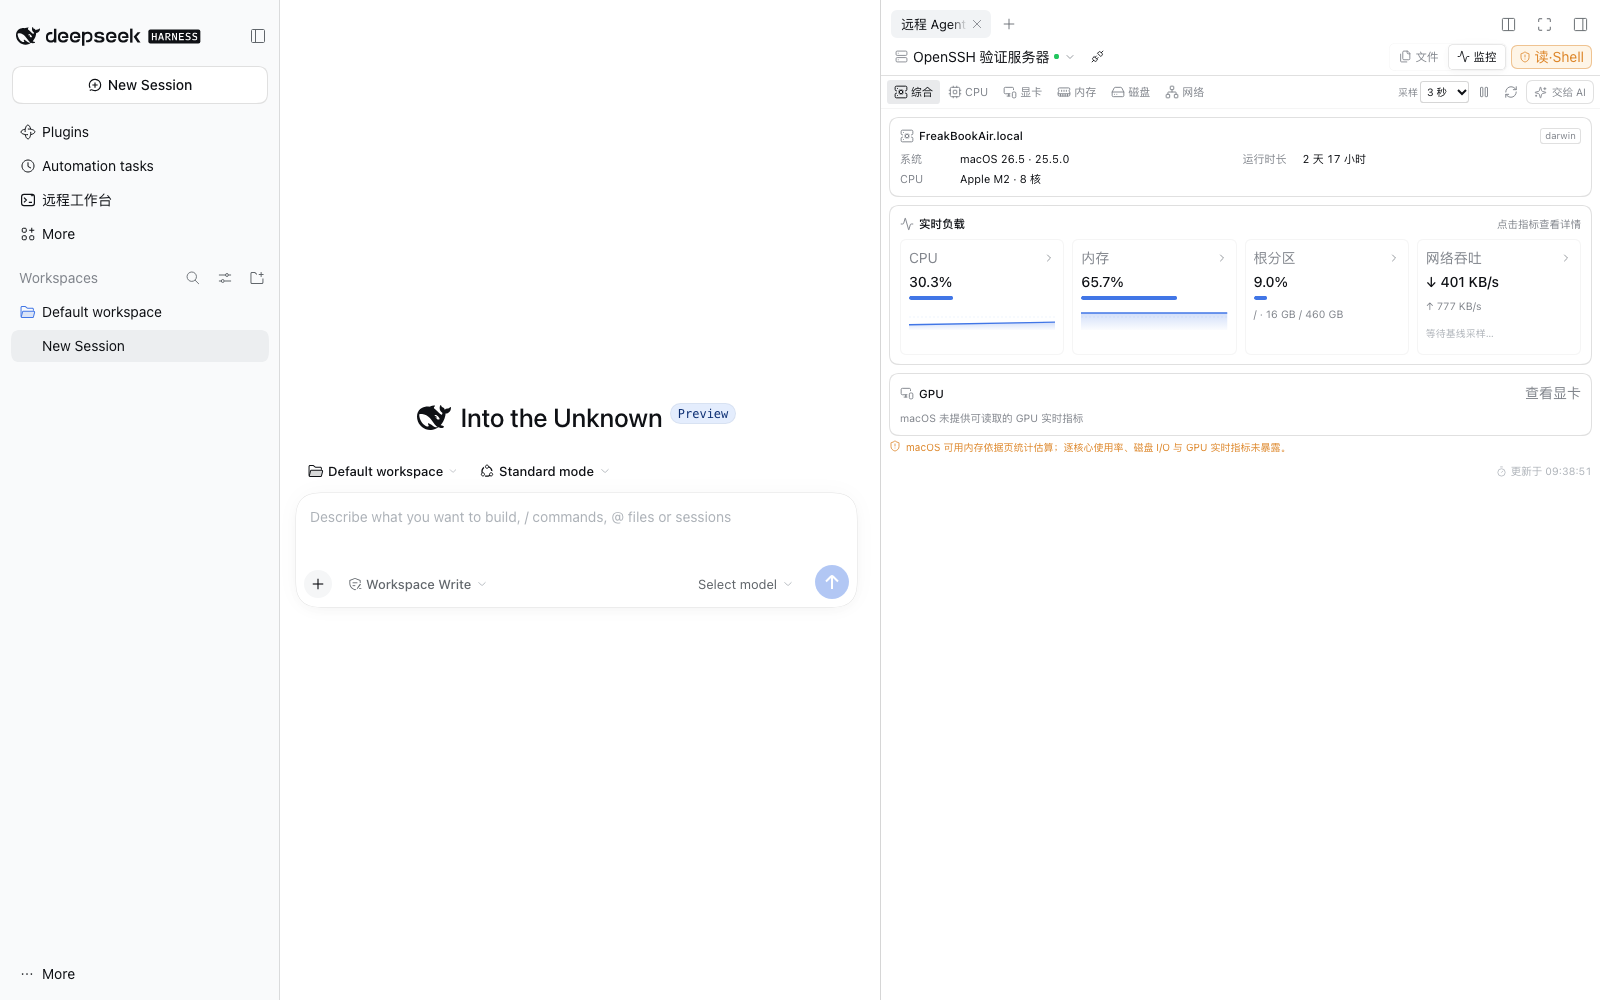 deepseek HARNESS
New Session
Plugins
Automation tasks
远程工作台
More
Workspaces
Default workspace
New Session
More
Into the Unknown Preview
Default workspace Standard mode
Describe what you want to build, / commands, @ files or sessions
Workspace Write Select model
远程 Agent
OpenSSH 验证服务器 文件 监控 读·Shell
综合 CPU 显卡 内存 磁盘 网络 采样 3 秒 交给 AI
FreakBookAir.local darwin
系统 macOS 26.5 · 25.5.0 运行时长 2 天 17 小时
CPU Apple M2 · 8 核
实时负载 点击指标查看详情
CPU
30.3%
内存
65.7%
根分区
9.0%
/ · 16 GB / 460 GB
网络吞吐
↓ 401 KB/s
↑ 777 KB/s
等待基线采样...
GPU 查看显卡
macOS 未提供可读取的 GPU 实时指标
macOS 可用内存依据页统计估算；逐核心使用率、磁盘 I/O 与 GPU 实时指标未暴露。
更新于 09:38:51